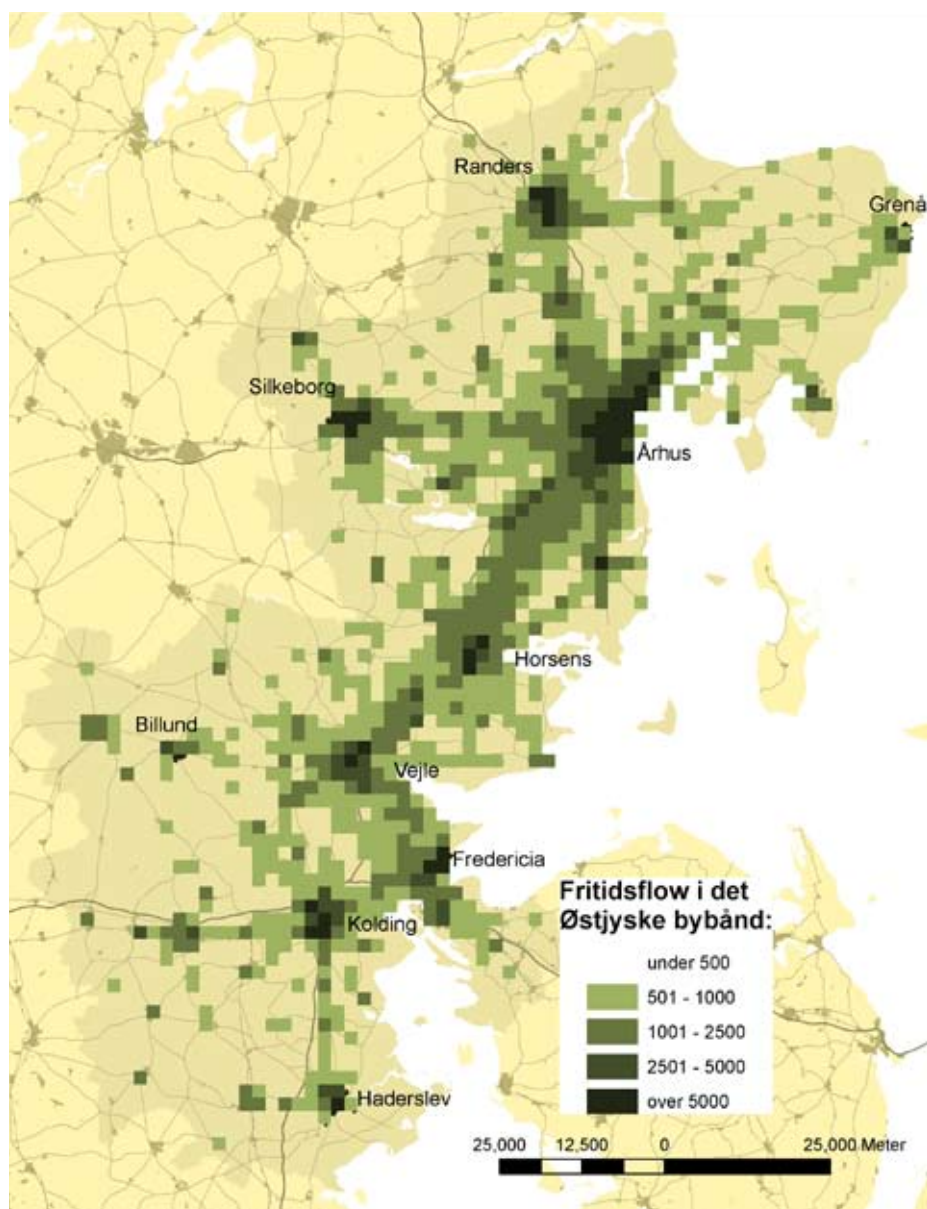 Randers
Grenå
Silkeborg
Århus
Horsens
Billund
Vejle
Fredericia
Kolding
Haderslev
Fritidsflow i det
Østjyske bybånd:
under 500
501 - 1000
1001 - 2500
2501 - 5000
over 5000
25,000 12,500 0 25,000 Meter